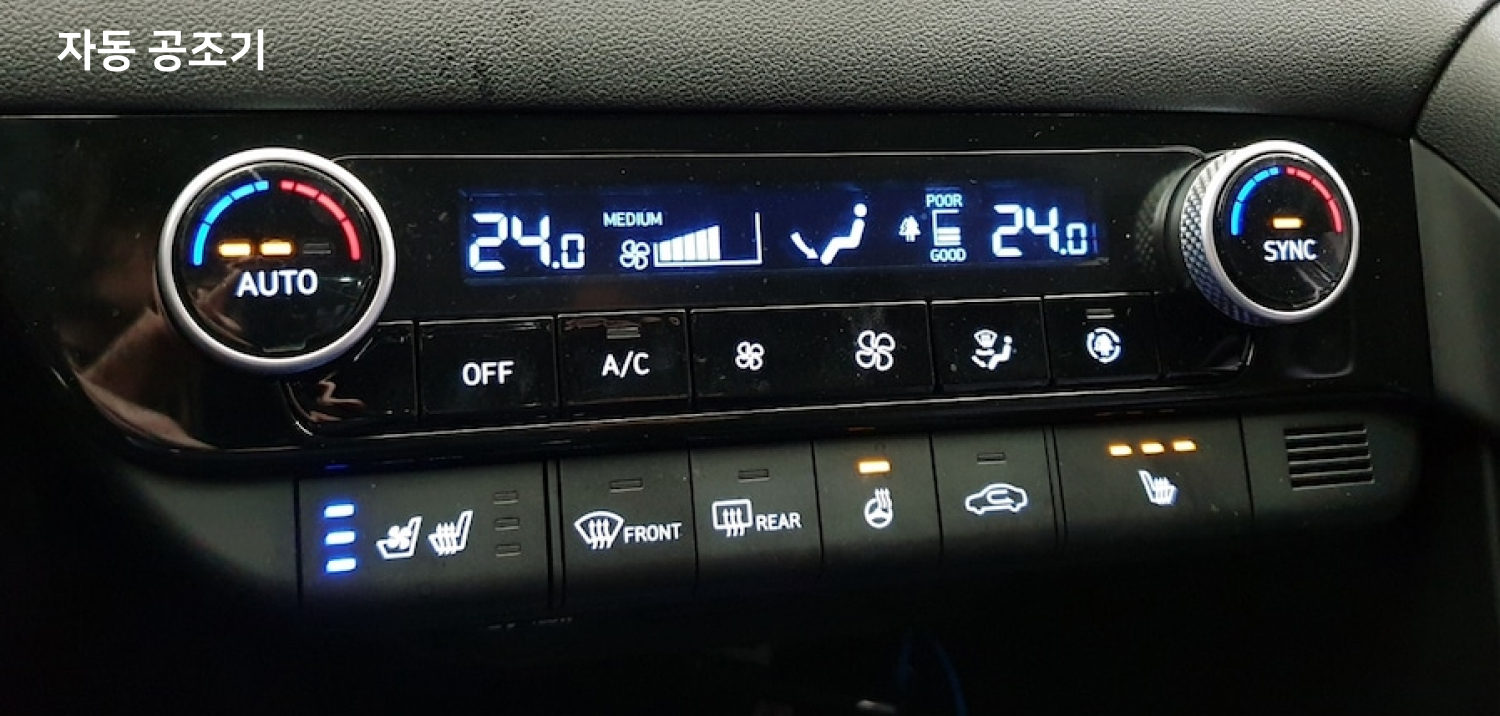 자동 공조기
AUTO
24.0
MEDIUM
POOR
GOOD
24.0
SYNC
OFF
A/C
FRONT
REAR